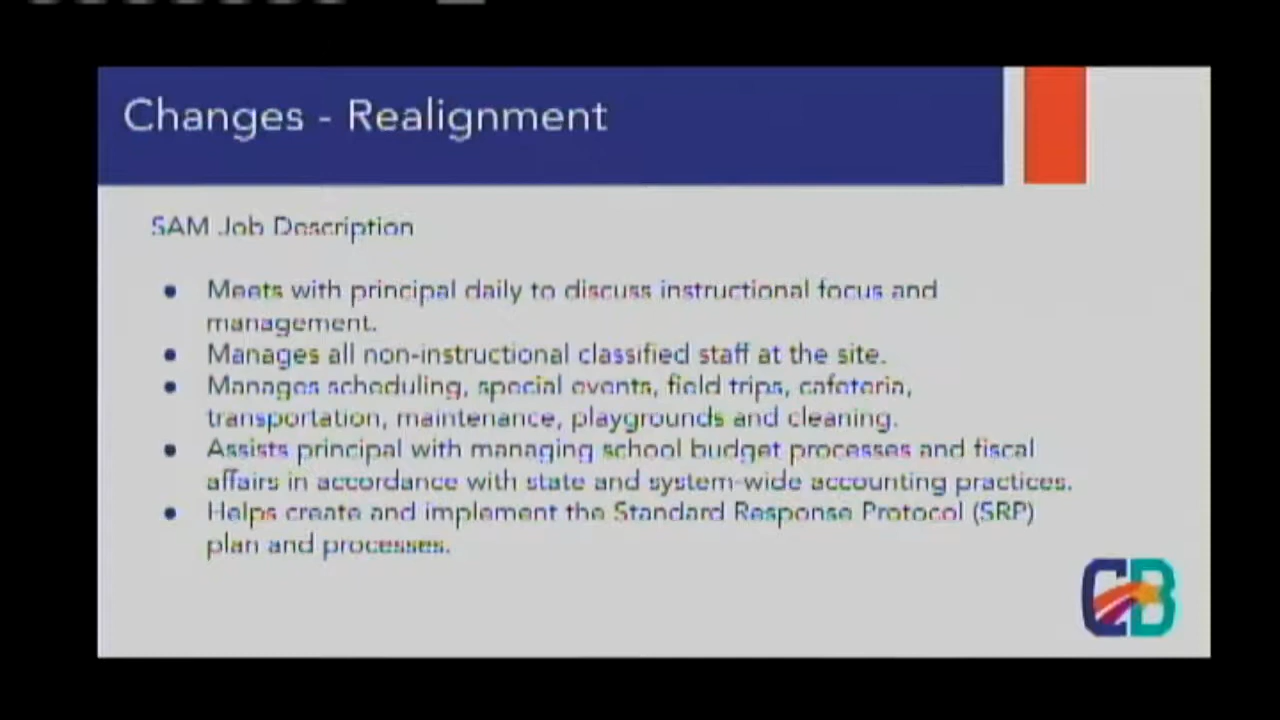 Changes - Realignment
SAM Job Description
● Meets with principal daily to discuss instructional focus and
management.
● Manages all non-instructional classified staff at the site.
● Manages scheduling, special events, field trips, cafeteria,
transportation, maintenance, playgrounds and cleaning.
● Assists principal with managing school budget processes and fiscal
affairs in accordance with state and system-wide accounting practices.
● Helps create and implement the Standard Response Protocol (SRP)
plan and processes.
CB